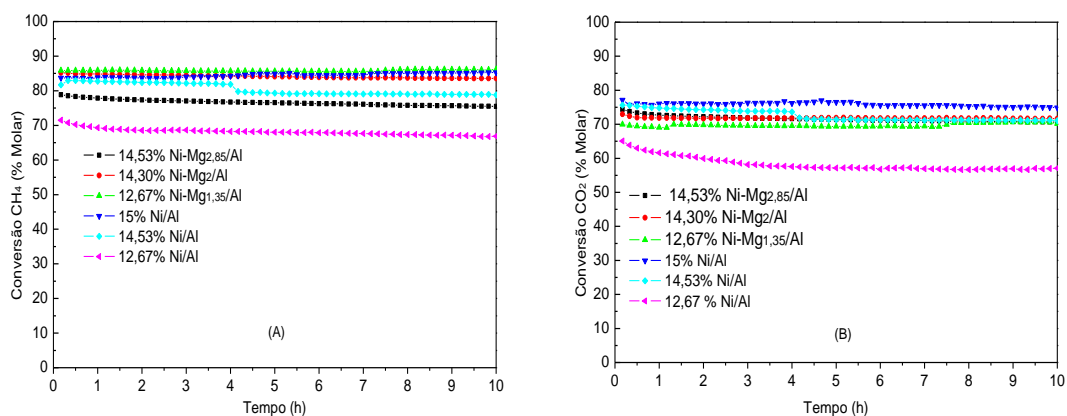 Conversão CH₄ (% Molar)
100
90
80
70
60
50
40
30
20
10
0
14,53% Ni-Mg₂,₈₅/Al
14,30% Ni-Mg₂/Al
12,67% Ni-Mg₁,₃₅/Al
15% Ni/Al
14,53% Ni/Al
12,67% Ni/Al
(A)
0 1 2 3 4 5 6 7 8 9 10
Tempo (h)
Conversão CO₂ (% Molar)
100
90
80
70
60
50
40
30
20
10
0
14,53% Ni-Mg₂,₈₅/Al
14,30% Ni-Mg₂/Al
12,67% Ni-Mg₁,₃₅/Al
15% Ni/Al
14,53% Ni/Al
12,67 % Ni/Al
(B)
0 1 2 3 4 5 6 7 8 9 10
Tempo (h)